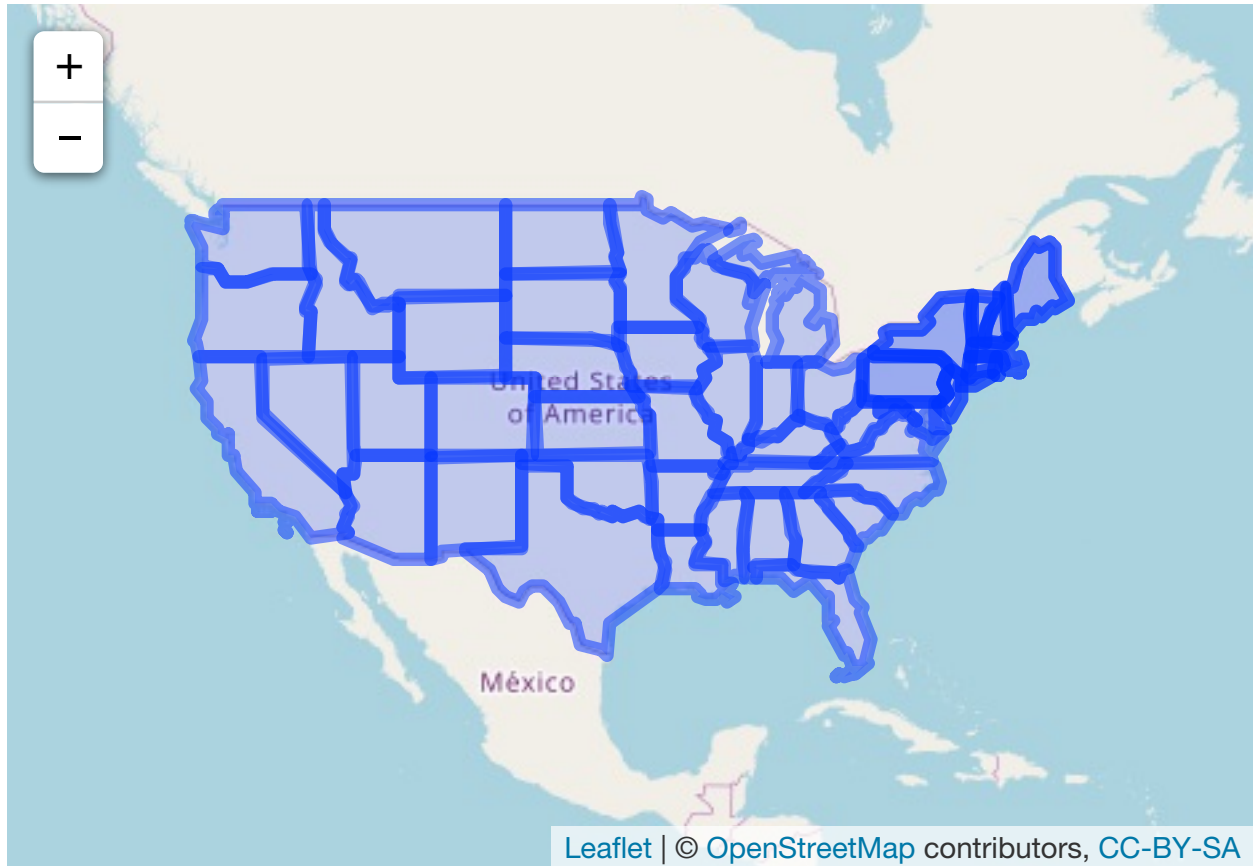 +
−
United States
of America
México
Leaflet | © OpenStreetMap contributors, CC-BY-SA